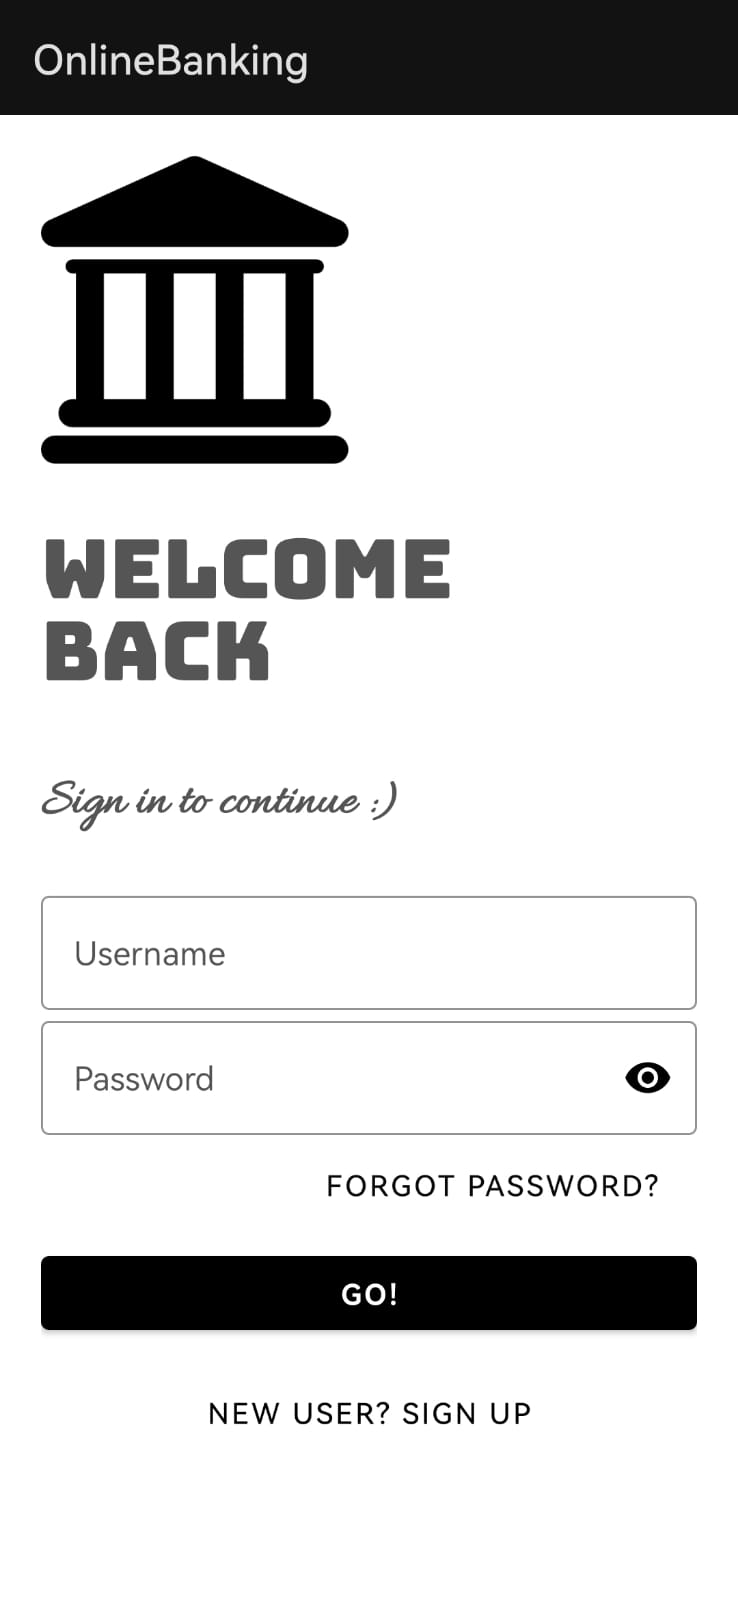 OnlineBanking
WELCOME
BACK
Sign in to continue :)
Username
Password
FORGOT PASSWORD?
GO!
NEW USER? SIGN UP